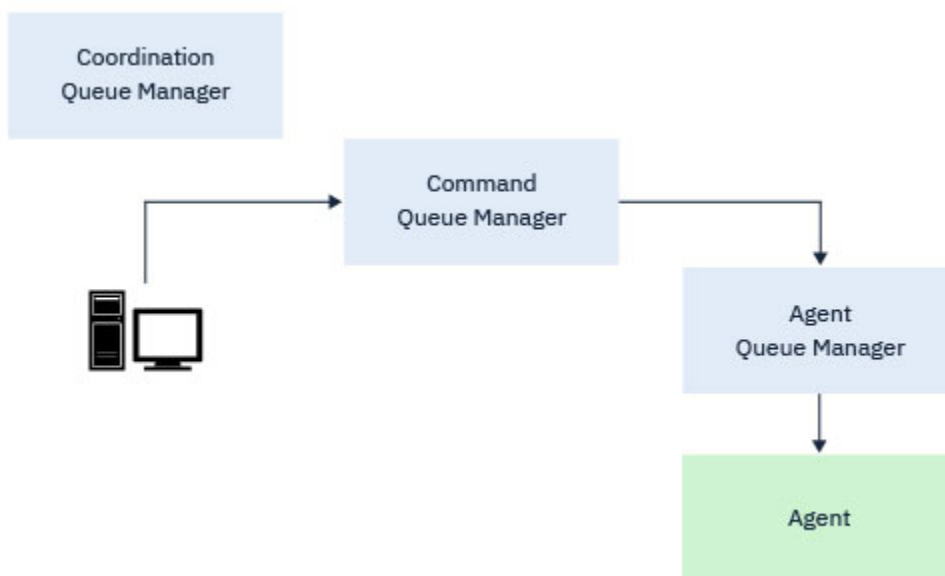 Coordination
Queue Manager
Command
Queue Manager
Agent
Queue Manager
Agent